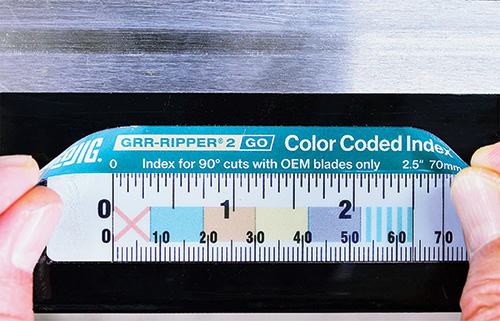 GRR-RIPPER® 2 GO Color Coded Index
0 Index for 90° cuts with OEM blades only 2.5" 70mm
0 1 2
0 10 20 30 40 50 60 70